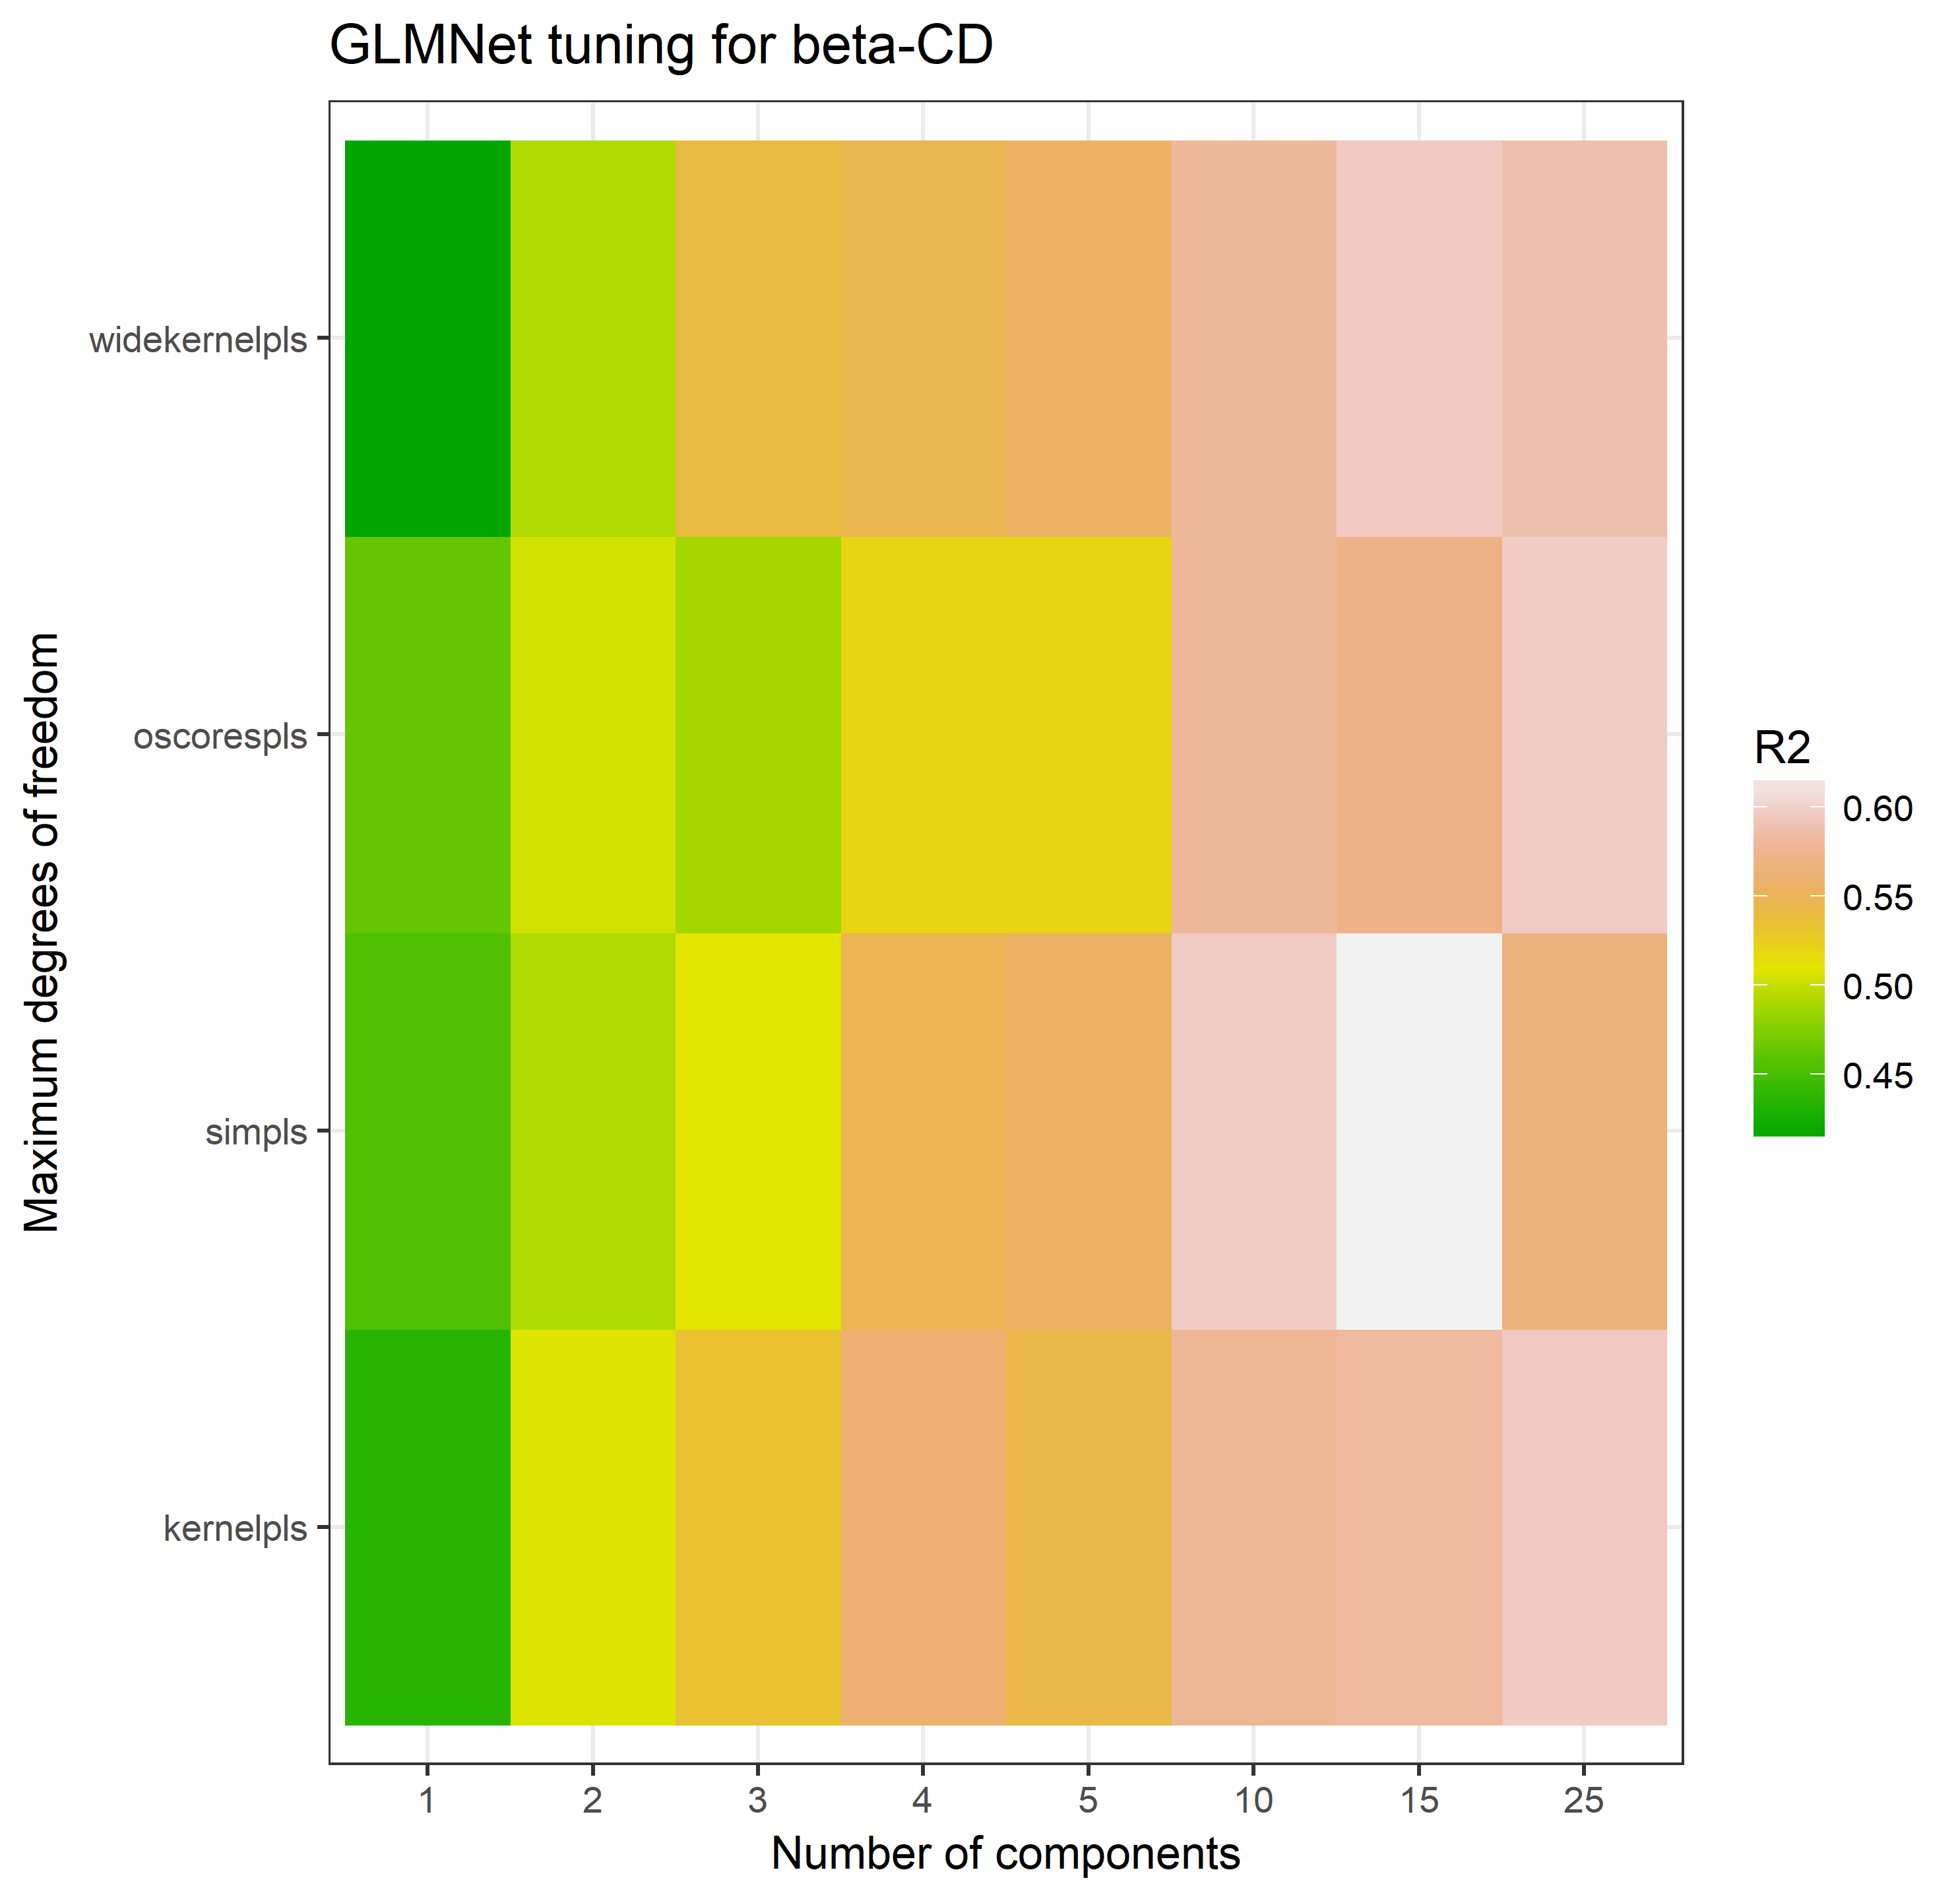 GLMNet tuning for beta-CD
Maximum degrees of freedom
widekernelpls
oscorespls
simpls
kernelpls
1 2 3 4 5 10 15 25
Number of components
R2
0.60
0.55
0.50
0.45